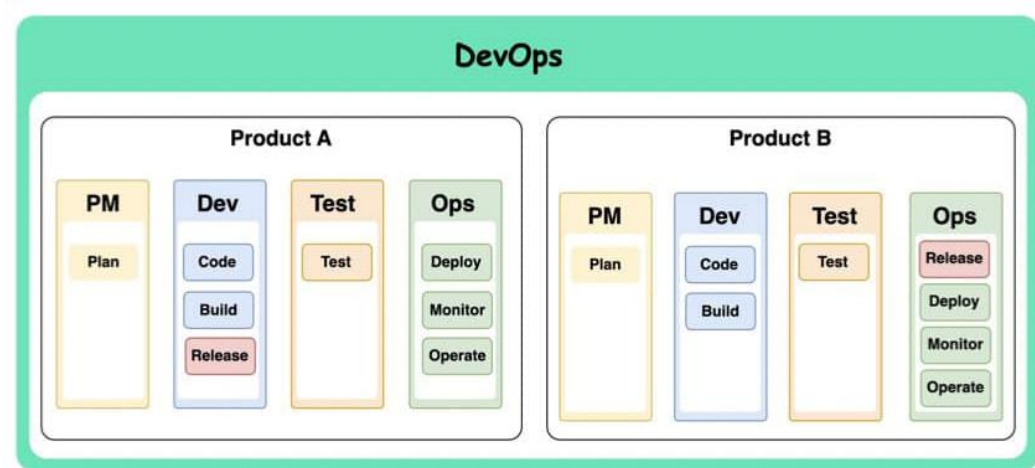 DevOps
Product A
PM
Plan
Dev
Code
Build
Release
Test
Test
Ops
Deploy
Monitor
Operate
Product B
PM
Plan
Dev
Code
Build
Test
Test
Ops
Release
Deploy
Monitor
Operate